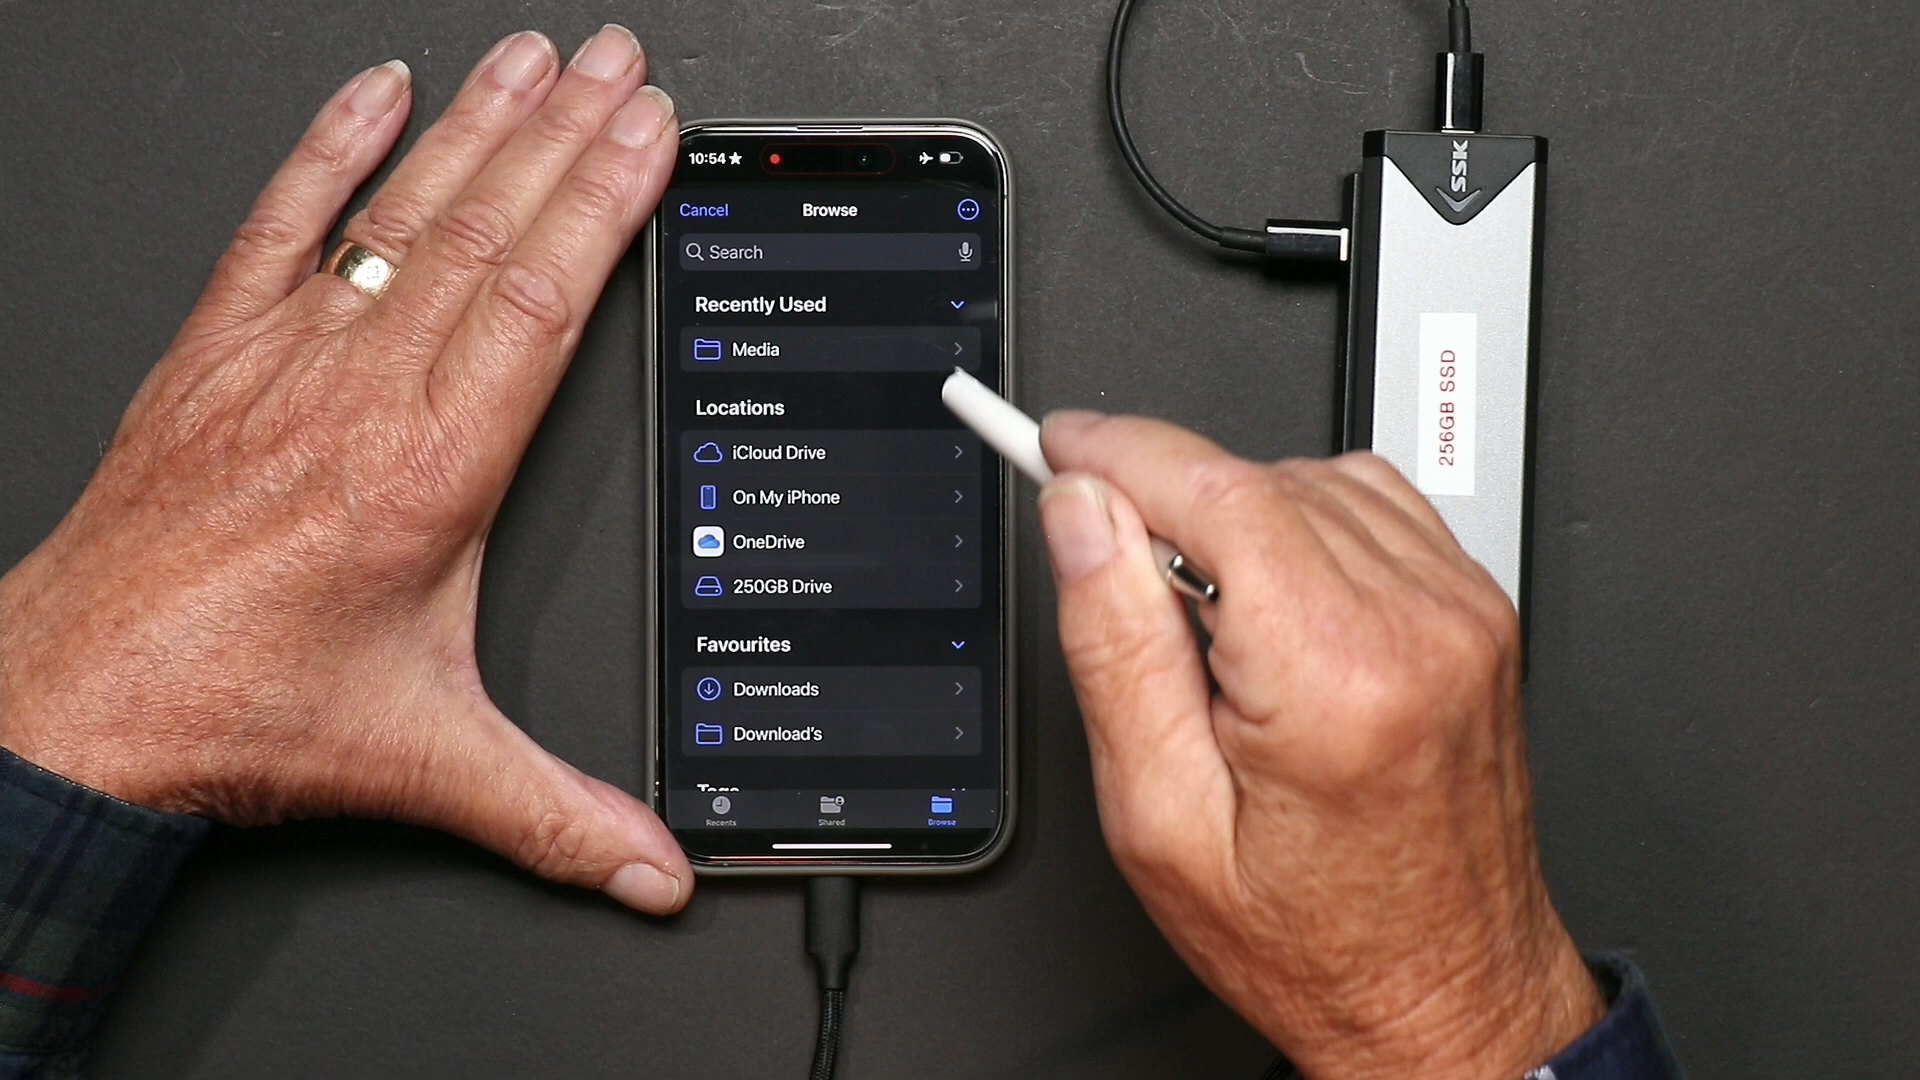 10:54
Cancel
Browse
Search
Recently Used
Media
Locations
iCloud Drive
On My iPhone
OneDrive
250GB Drive
Favourites
Downloads
Download's
Tags
Recents
Shared
Browse
SSK
256GB SSD